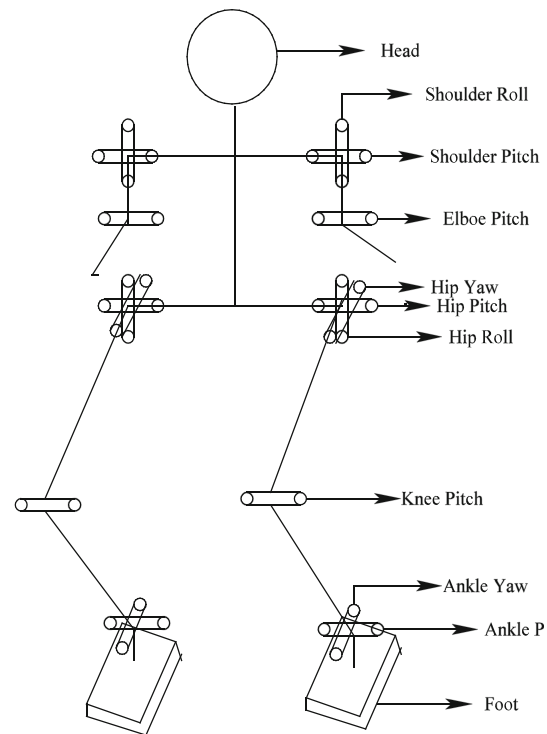 Head
Shoulder Roll
Shoulder Pitch
Elboe Pitch
Hip Yaw
Hip Pitch
Hip Roll
Knee Pitch
Ankle Yaw
Ankle P
Foot